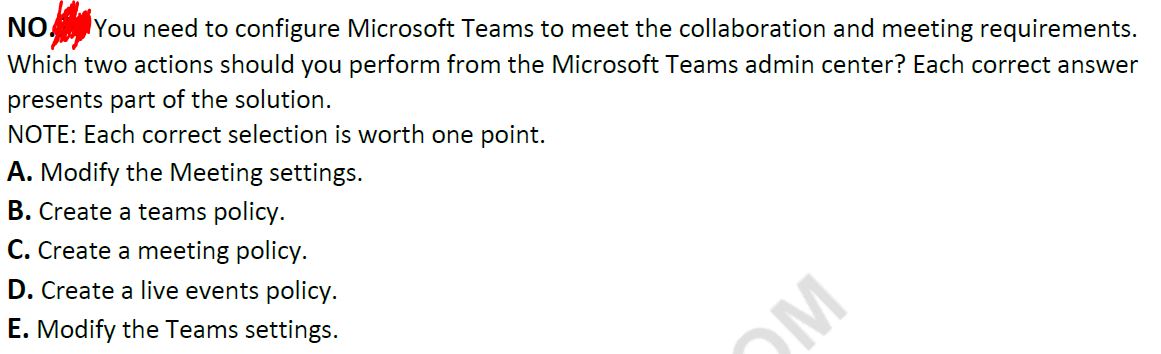 NO. You need to configure Microsoft Teams to meet the collaboration and meeting requirements.
Which two actions should you perform from the Microsoft Teams admin center? Each correct answer
presents part of the solution.
NOTE: Each correct selection is worth one point.
A. Modify the Meeting settings.
B. Create a teams policy.
C. Create a meeting policy.
D. Create a live events policy.
E. Modify the Teams settings.
OM